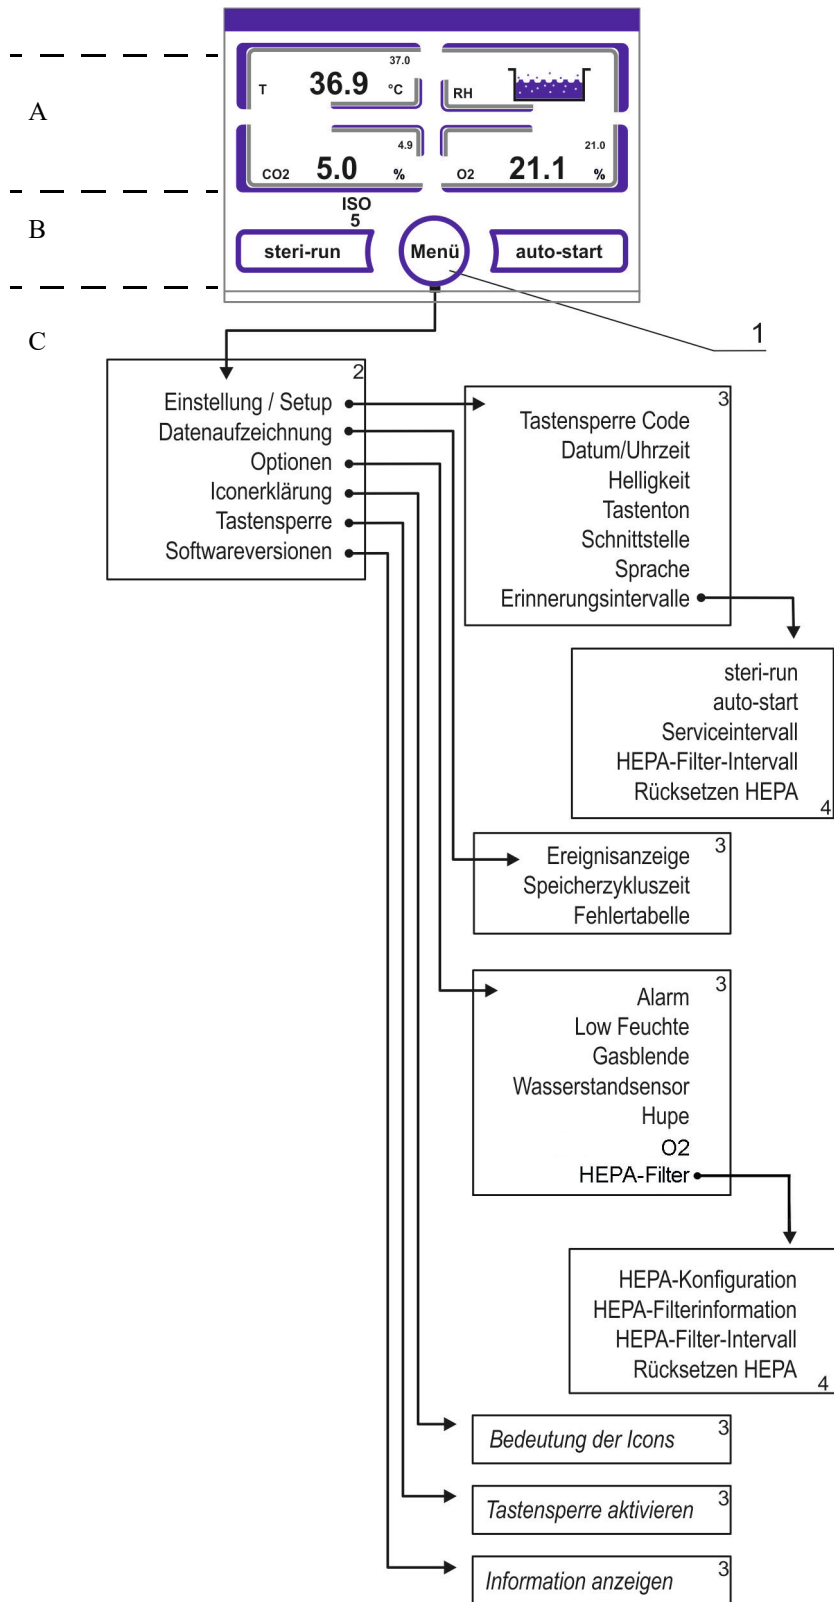 37.0
T 36.9 °C
RH
A
4.9
CO2 5.0 %
21.0
O2 21.1 %
ISO
5
B
steri-run
Menü
auto-start
1
C
2
Einstellung / Setup
Datenaufzeichnung
Optionen
Iconerklärung
Tastensperre
Softwareversionen
3
Tastensperre Code
Datum/Uhrzeit
Helligkeit
Tastenton
Schnittstelle
Sprache
Erinnerungsintervalle
steri-run
auto-start
Serviceintervall
HEPA-Filter-Intervall
Rücksetzen HEPA
4
3
Ereignisanzeige
Speicherzykluszeit
Fehlertabelle
3
Alarm
Low Feuchte
Gasblende
Wasserstandsensor
Hupe
O2
HEPA-Filter
HEPA-Konfiguration
HEPA-Filterinformation
HEPA-Filter-Intervall
Rücksetzen HEPA
4
Bedeutung der Icons 3
Tastensperre aktivieren 3
Information anzeigen 3